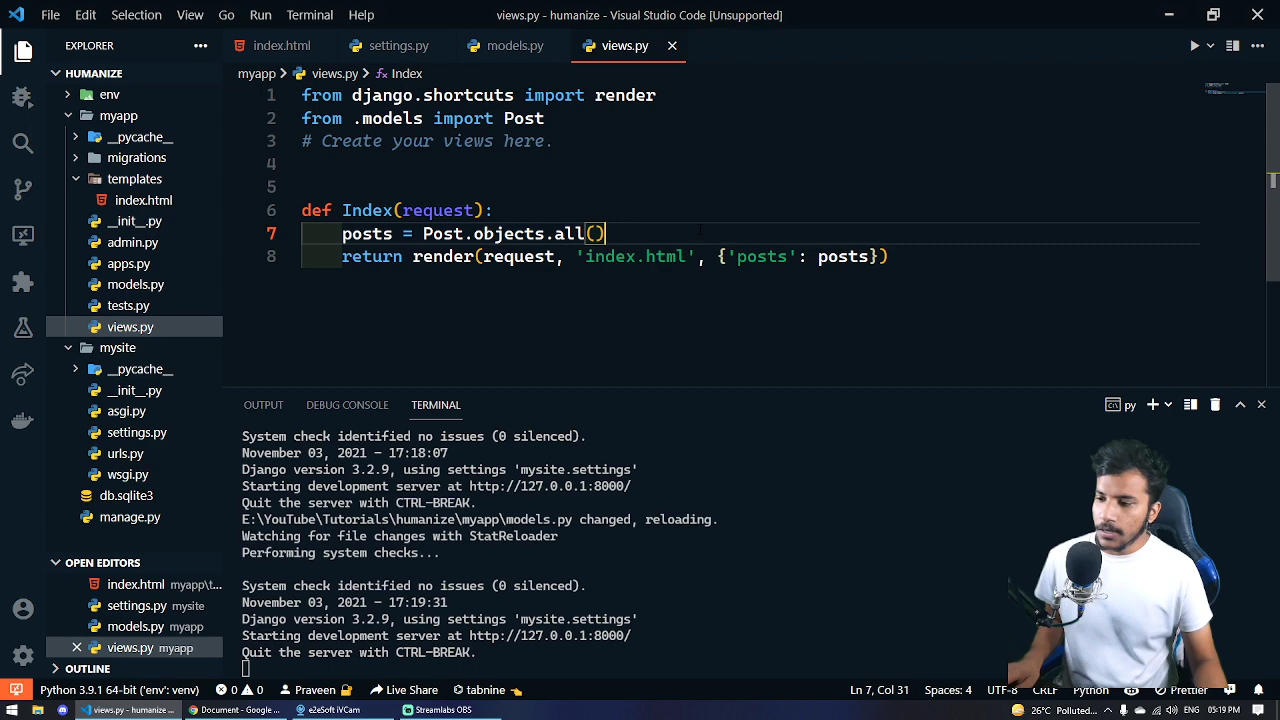 File Edit Selection View Go Run Terminal Help
views.py - humanize - Visual Studio Code [Unsupported]
EXPLORER
index.html
settings.py
models.py
views.py
HUMANIZE
myapp > views.py > Index
env
myapp
__pycache__
migrations
templates
index.html
__init__.py
admin.py
apps.py
models.py
tests.py
views.py
mysite
__pycache__
__init__.py
asgi.py
settings.py
urls.py
wsgi.py
db.sqlite3
manage.py
OPEN EDITORS
index.html myapp\t...
settings.py mysite
models.py myapp
views.py myapp
OUTLINE
1 from django.shortcuts import render
2 from .models import Post
3 # Create your views here.
4
5
6 def Index(request):
7 posts = Post.objects.all()
8 return render(request, 'index.html', {'posts': posts})
OUTPUT DEBUG CONSOLE TERMINAL
py
System check identified no issues (0 silenced).
November 03, 2021 - 17:18:07
Django version 3.2.9, using settings 'mysite.settings'
Starting development server at http://127.0.0.1:8000/
Quit the server with CTRL-BREAK.
E:\YouTube\Tutorials\humanize\myapp\models.py changed, reloading.
Watching for file changes with StatReloader
Performing system checks...
System check identified no issues (0 silenced).
November 03, 2021 - 17:19:31
Django version 3.2.9, using settings 'mysite.settings'
Starting development server at http://127.0.0.1:8000/
Quit the server with CTRL-BREAK.
Python 3.9.1 64-bit ('env': venv) 0 0 Praveen Live Share tabnine Ln 7, Col 31 Spaces: 4 UTF-8 CRLF Python Prettier
views.py - humanize ... Document - Google ... e2eSoft iVCam Streamlabs OBS 26°C Polluted... ENG 05:19 PM